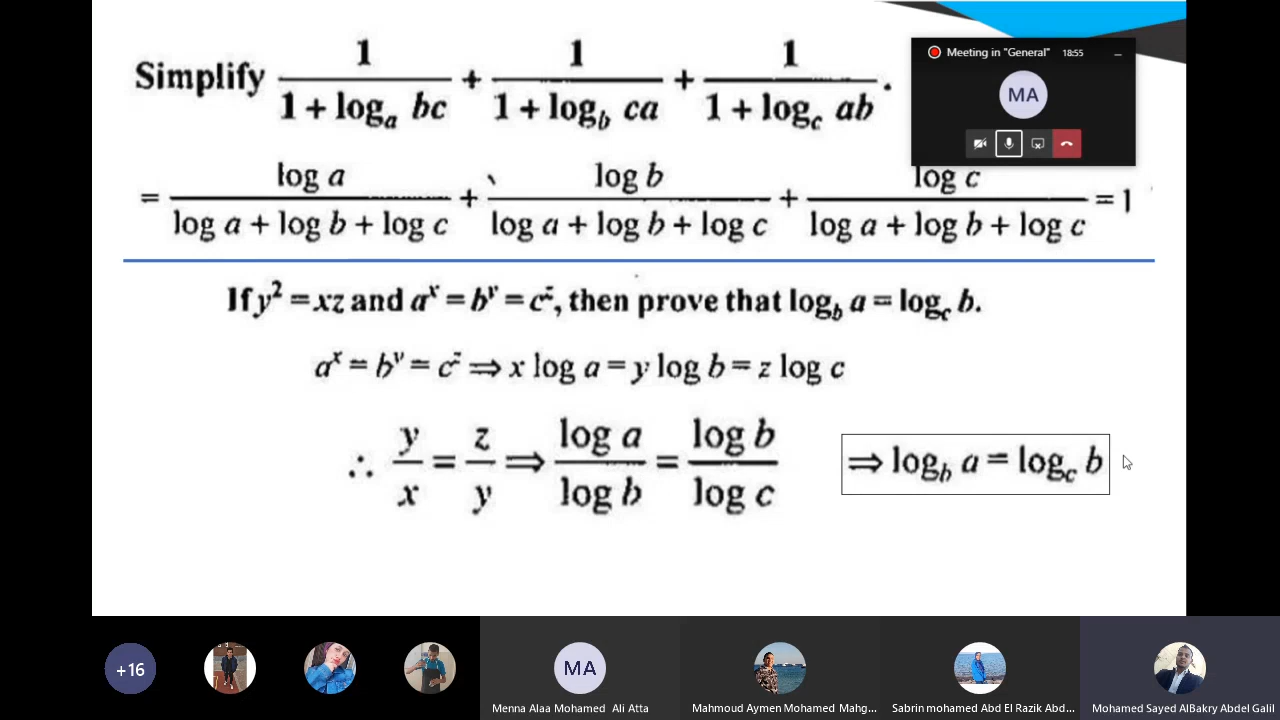 Simplify 1/(1 + log_a bc) + 1/(1 + log_b ca) + 1/(1 + log_c ab).
Meeting in "General" 18:55
MA
= log a/(log a + log b + log c) + log b/(log a + log b + log c) + log c/(log a + log b + log c) = 1
If y² = xz and a^x = b^y = c^z, then prove that log_b a = log_c b.
a^x = b^y = c^z ⇒ x log a = y log b = z log c
∴ y/x = z/y ⇒ log a/log b = log b/log c ⇒ log_b a = log_c b
+16
MA
Menna Alaa Mohamed Ali Atta
Mahmoud Aymen Mohamed Mahg...
Sabrin mohamed Abd El Razik Abd...
Mohamed Sayed AlBakry Abdel Galil